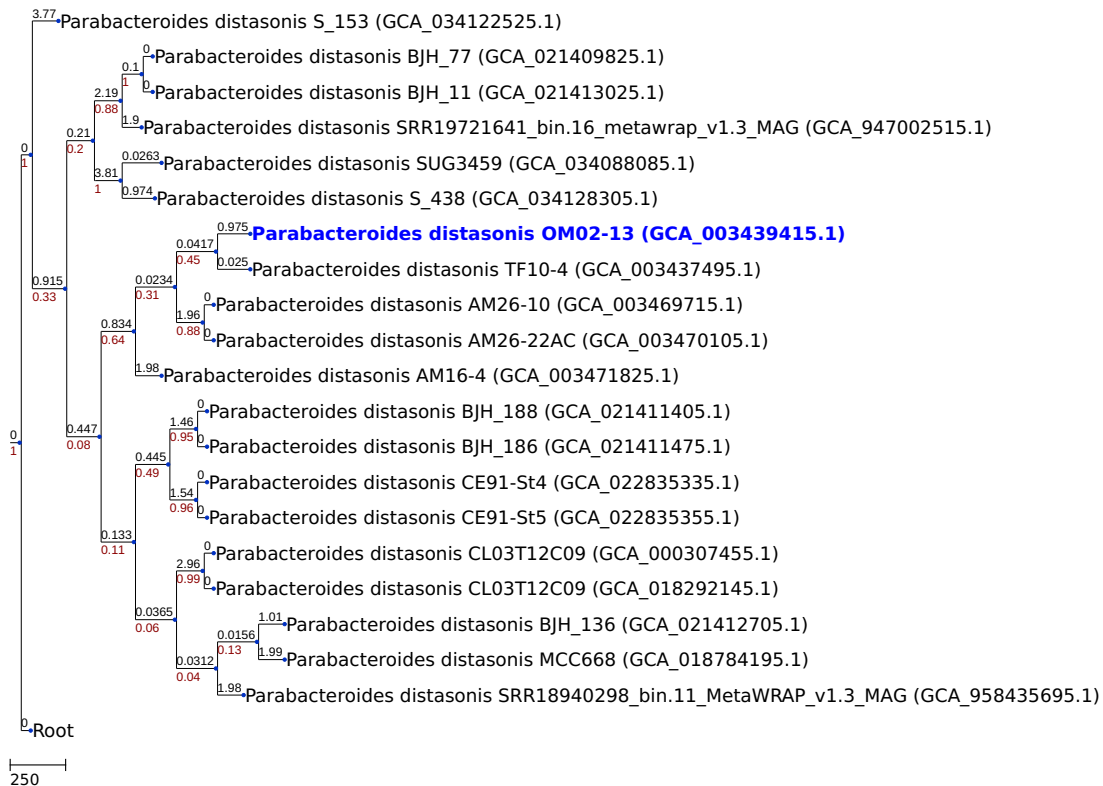 3.77 Parabacteroides distasonis S_153 (GCA_034122525.1)
0 Parabacteroides distasonis BJH_77 (GCA_021409825.1)
0.1
1
0 Parabacteroides distasonis BJH_11 (GCA_021413025.1)
2.19
0.88
1.9 Parabacteroides distasonis SRR19721641_bin.16_metawrap_v1.3_MAG (GCA_947002515.1)
0.21
0.2
0
1
0.0263 Parabacteroides distasonis SUG3459 (GCA_034088085.1)
3.81
1
0.974 Parabacteroides distasonis S_438 (GCA_034128305.1)
0.975 Parabacteroides distasonis OM02-13 (GCA_003439415.1)
0.0417
0.45
0.025 Parabacteroides distasonis TF10-4 (GCA_003437495.1)
0.915
0.33
0.0234
0.31
0 Parabacteroides distasonis AM26-10 (GCA_003469715.1)
1.96
0.88
0.834
0.64
0 Parabacteroides distasonis AM26-22AC (GCA_003470105.1)
1.98 Parabacteroides distasonis AM16-4 (GCA_003471825.1)
0 Parabacteroides distasonis BJH_188 (GCA_021411405.1)
1.46
0.95
0.447
0.08
0
1
0 Parabacteroides distasonis BJH_186 (GCA_021411475.1)
0.445
0.49
0 Parabacteroides distasonis CE91-St4 (GCA_022835335.1)
1.54
0.96
0 Parabacteroides distasonis CE91-St5 (GCA_022835355.1)
0.133
0.11
0 Parabacteroides distasonis CL03T12C09 (GCA_000307455.1)
2.96
0.99
0 Parabacteroides distasonis CL03T12C09 (GCA_018292145.1)
0.0365
0.06
1.01 Parabacteroides distasonis BJH_136 (GCA_021412705.1)
0.0156
0.13
1.99 Parabacteroides distasonis MCC668 (GCA_018784195.1)
0.0312
0.04
1.98 Parabacteroides distasonis SRR18940298_bin.11_MetaWRAP_v1.3_MAG (GCA_958435695.1)
0 Root
250